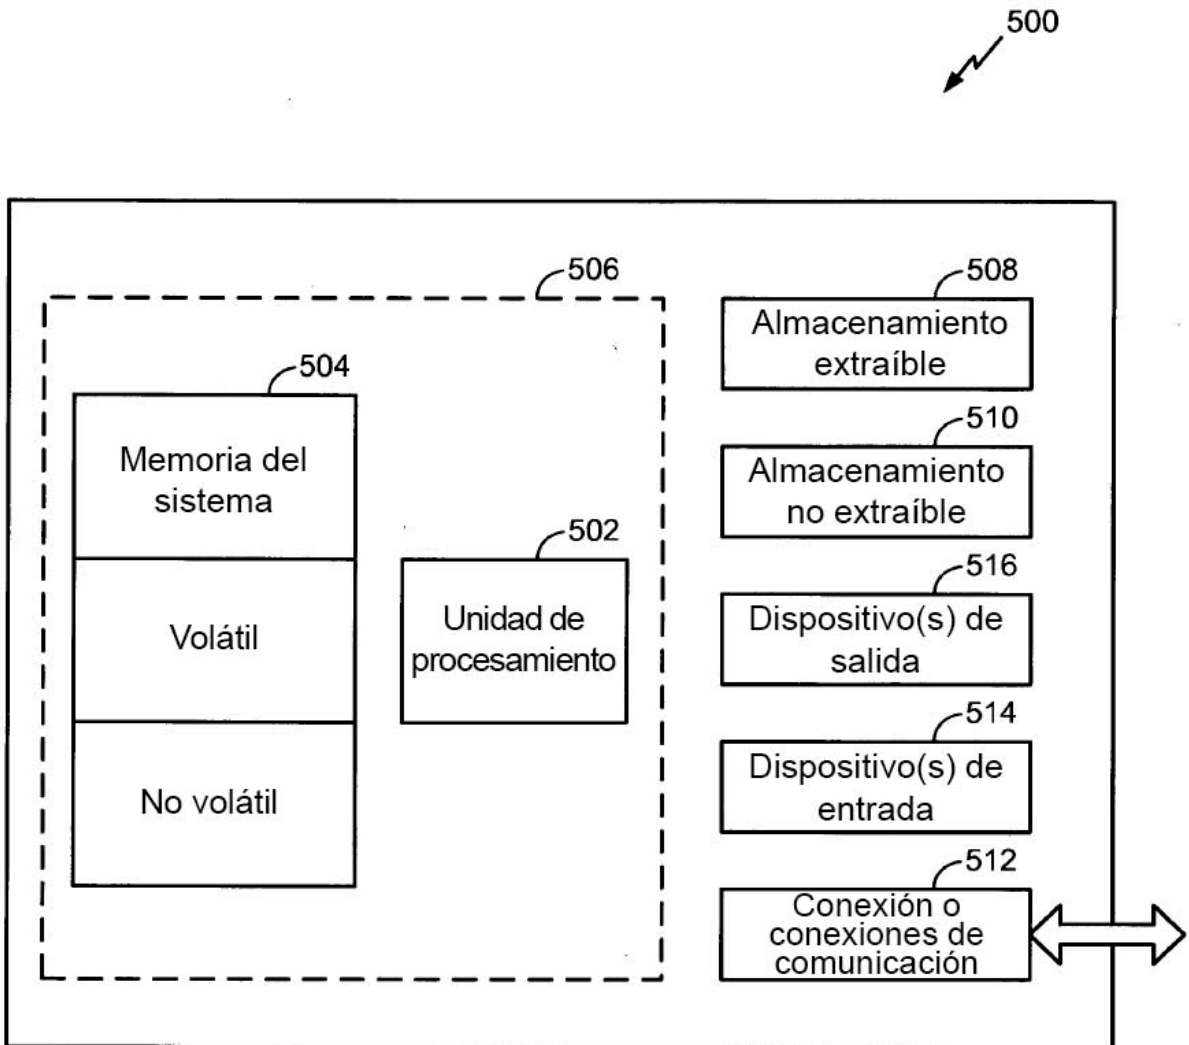 500
506
508
Almacenamiento
extraíble
504
Memoria del
sistema
510
Almacenamiento
no extraíble
502
Unidad de
procesamiento
Volátil
516
Dispositivo(s) de
salida
No volátil
514
Dispositivo(s) de
entrada
512
Conexión o
conexiones de
comunicación